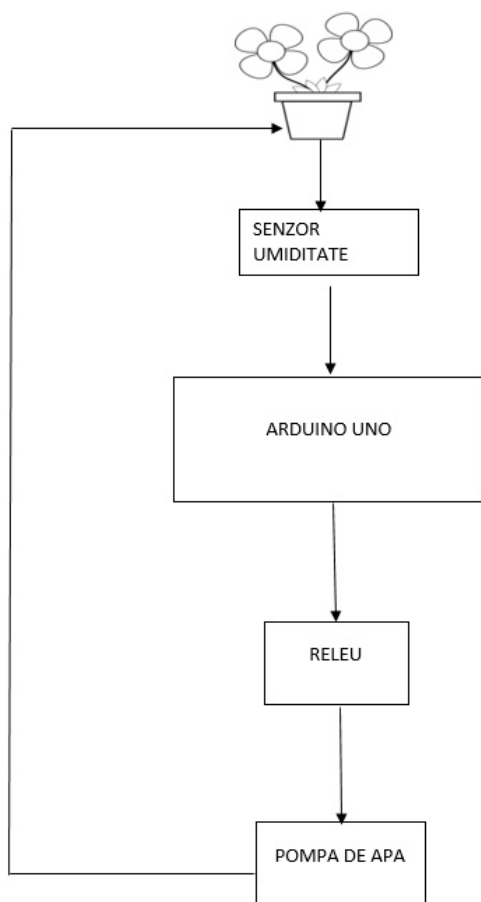 SENZOR
UMIDITATE
ARDUINO UNO
RELEU
POMPA DE APA